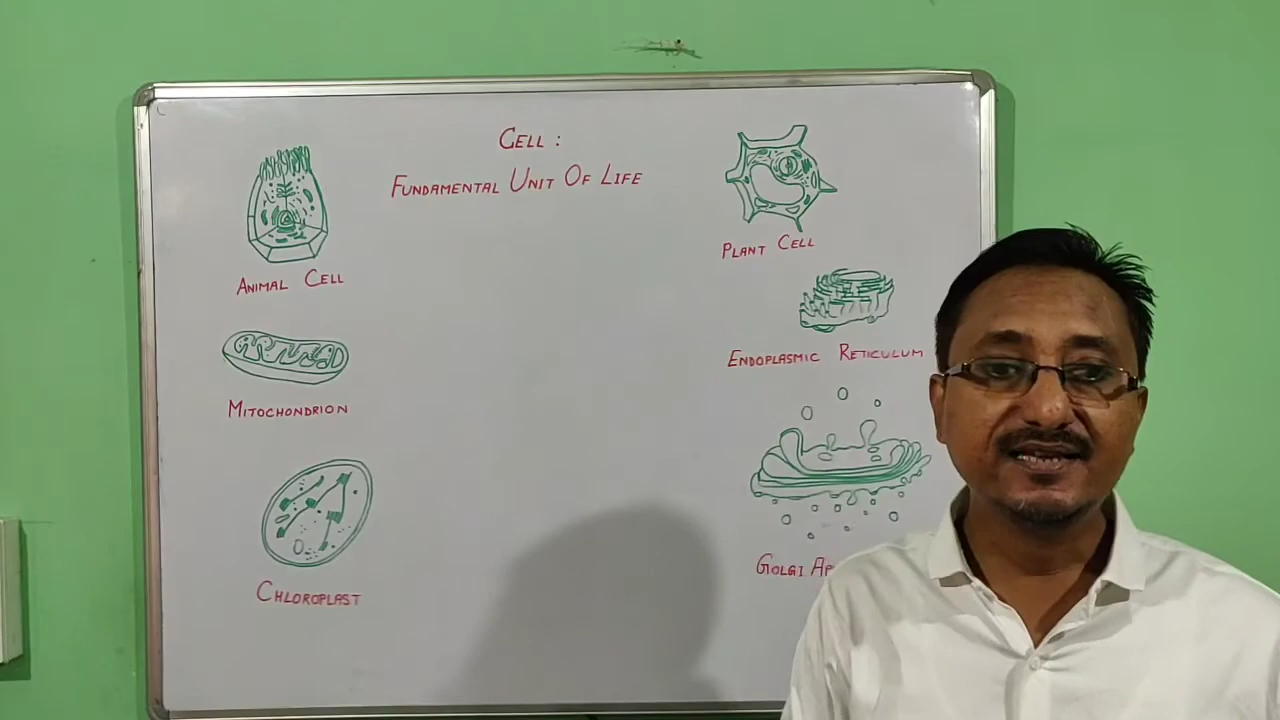 CELL :
FUNDAMENTAL UNIT OF LIFE
ANIMAL CELL
PLANT CELL
MITOCHONDRION
ENDOPLASMIC RETICULUM
CHLOROPLAST
GOLGI